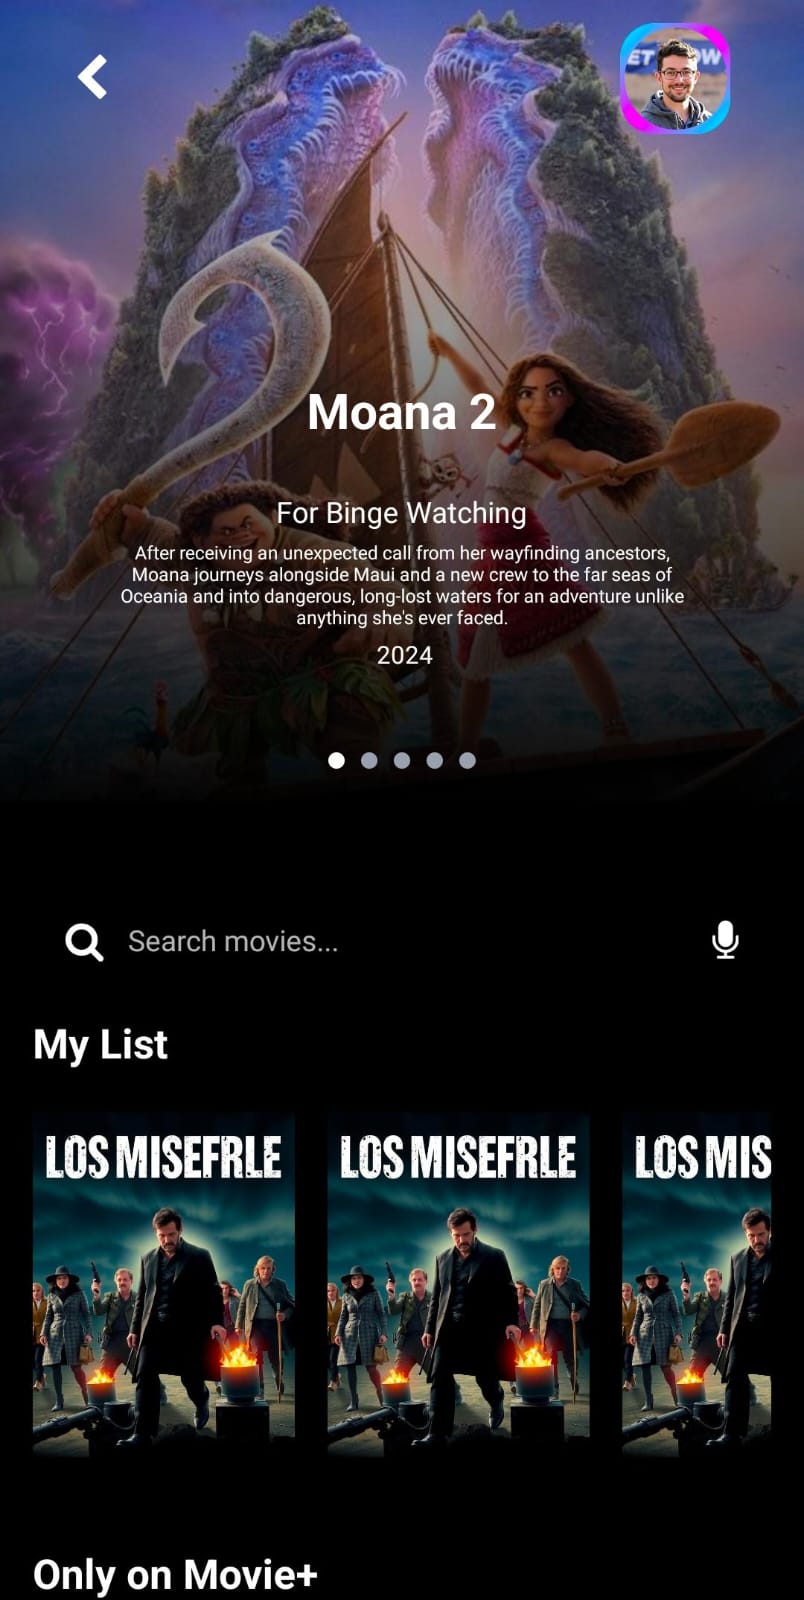 Moana 2
For Binge Watching
After receiving an unexpected call from her wayfinding ancestors,
Moana journeys alongside Maui and a new crew to the far seas of
Oceania and into dangerous, long-lost waters for an adventure unlike
anything she's ever faced.
2024
Search movies...
My List
LOS MISEFRLE
LOS MISEFRLE
LOS MIS
Only on Movie+